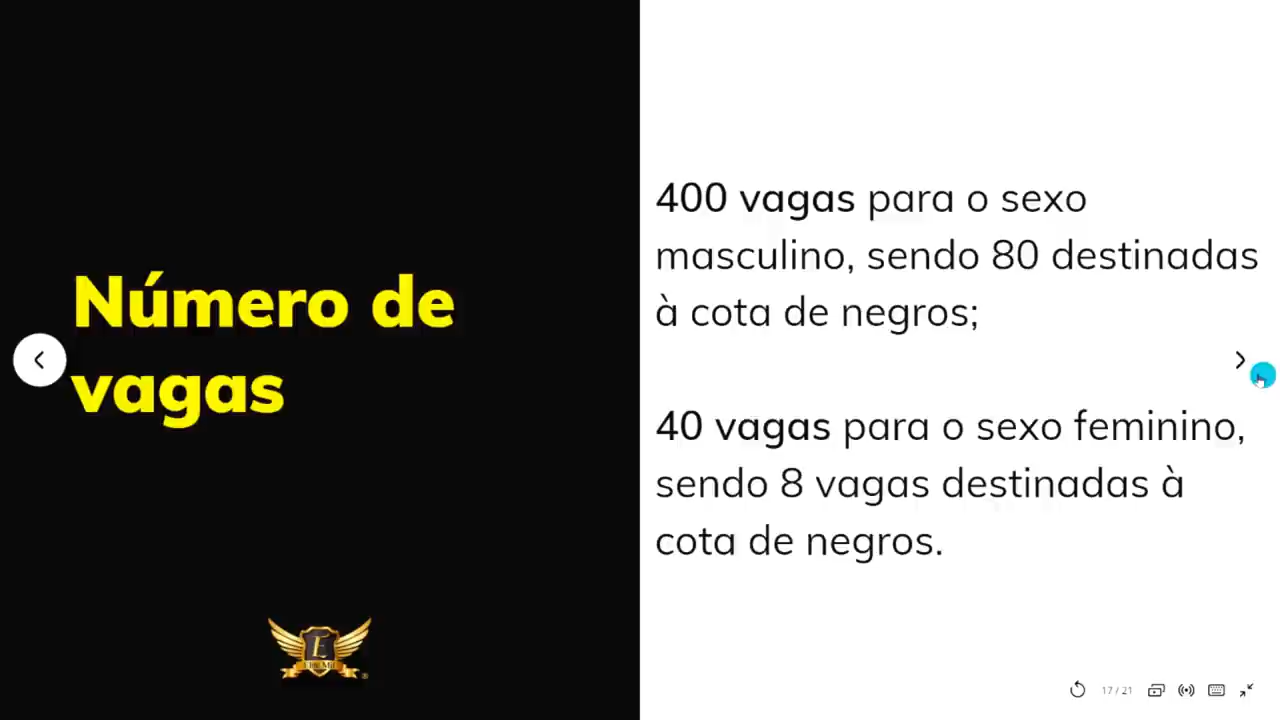 Número de
vagas
400 vagas para o sexo
masculino, sendo 80 destinadas
à cota de negros;
40 vagas para o sexo feminino,
sendo 8 vagas destinadas à
cota de negros.
E
17 / 21